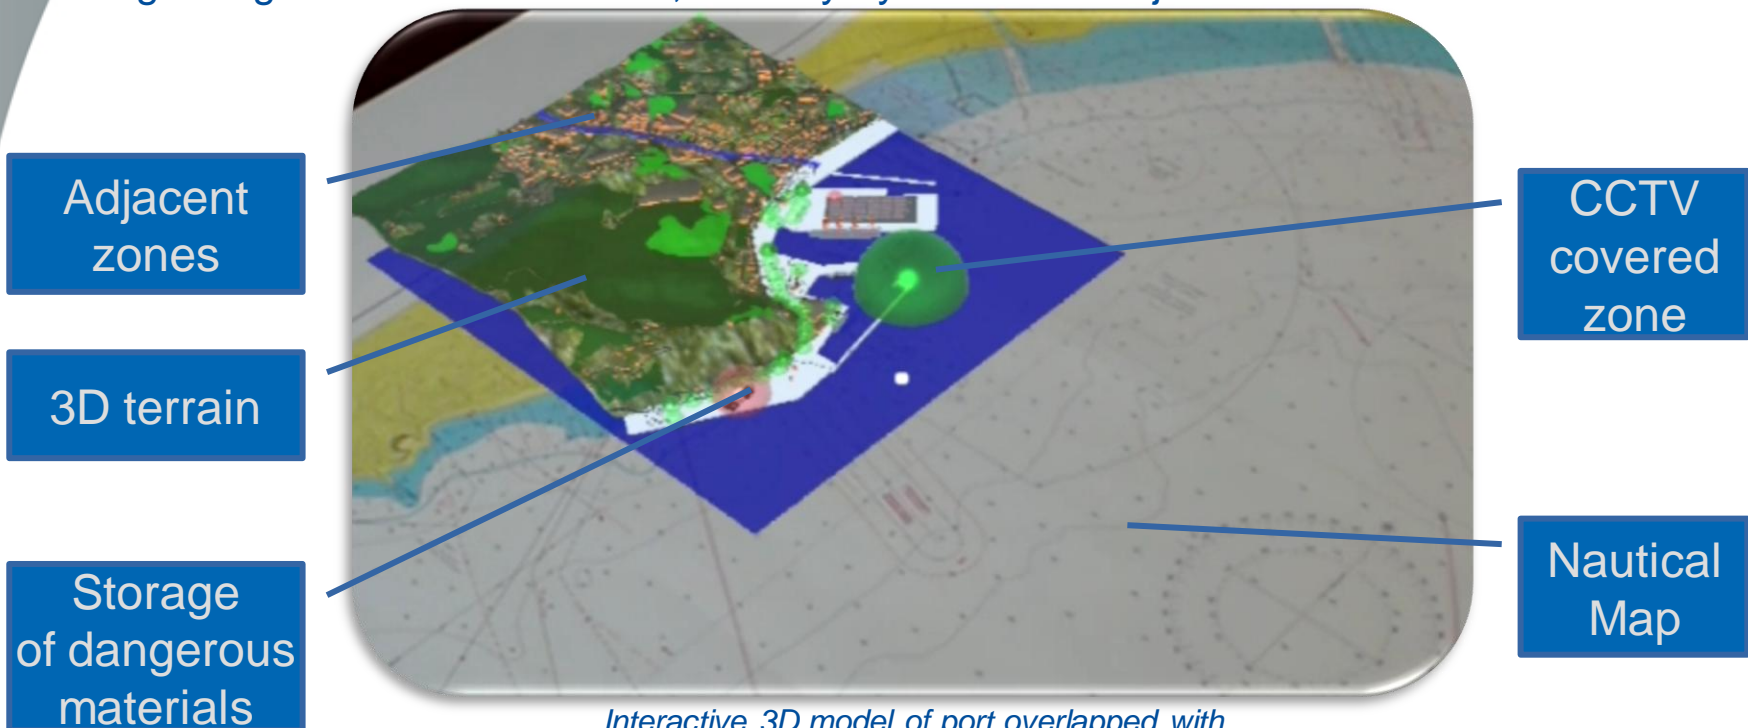 Adjacent
zones
3D terrain
Storage
of dangerous
materials
CCTV
covered
zone
Nautical
Map
Interactive 3D model of port overlapped with